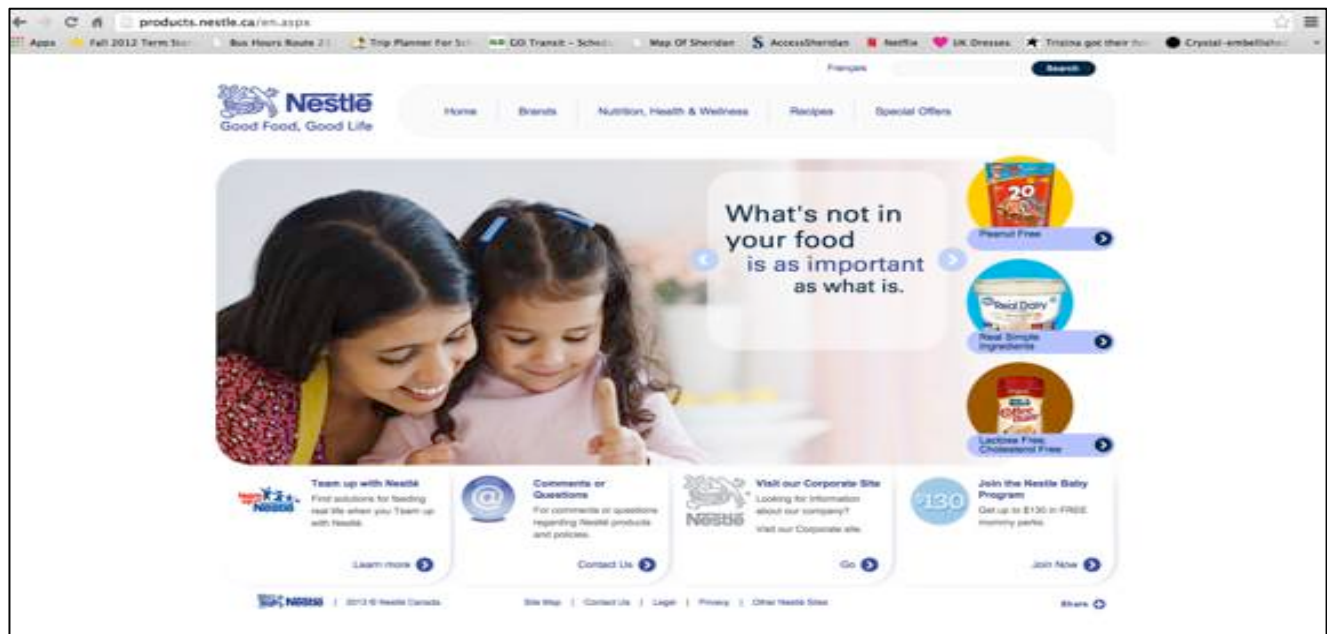 products.nestle.ca/en.aspx
Apps Fall 2012 Term Bus Hours Route 2 Trip Planner For GO Transit - Map Of Sheridan AccessSheridan Netflix UK Dresses got their Crystal-embellished
Français Search
Nestlé
Good Food, Good Life
Home Brands Nutrition, Health & Wellness Recipes Special Offers
What's not in
your food
is as important
as what is.
20
Peanut Free
Real Dairy
Real Simple
Ingredients
Lactose Free,
Cholesterol Free
Team up with Nestlé
Find solutions for feeding
real life when you Team up
with Nestlé.
Learn more
Comments or
Questions
For comments or questions
regarding Nestlé products
and policies.
Contact Us
Nestlé
Visit our Corporate Site
Looking for information
about our company?
Visit our Corporate site.
Go
$130
Join the Nestle Baby
Program
Get up to $130 in FREE
mommy perks.
Join Now
Nestlé | 2013 © Nestlé Canada
Site Map | Contact Us | Legal | Privacy | Other Nestlé Sites
Share